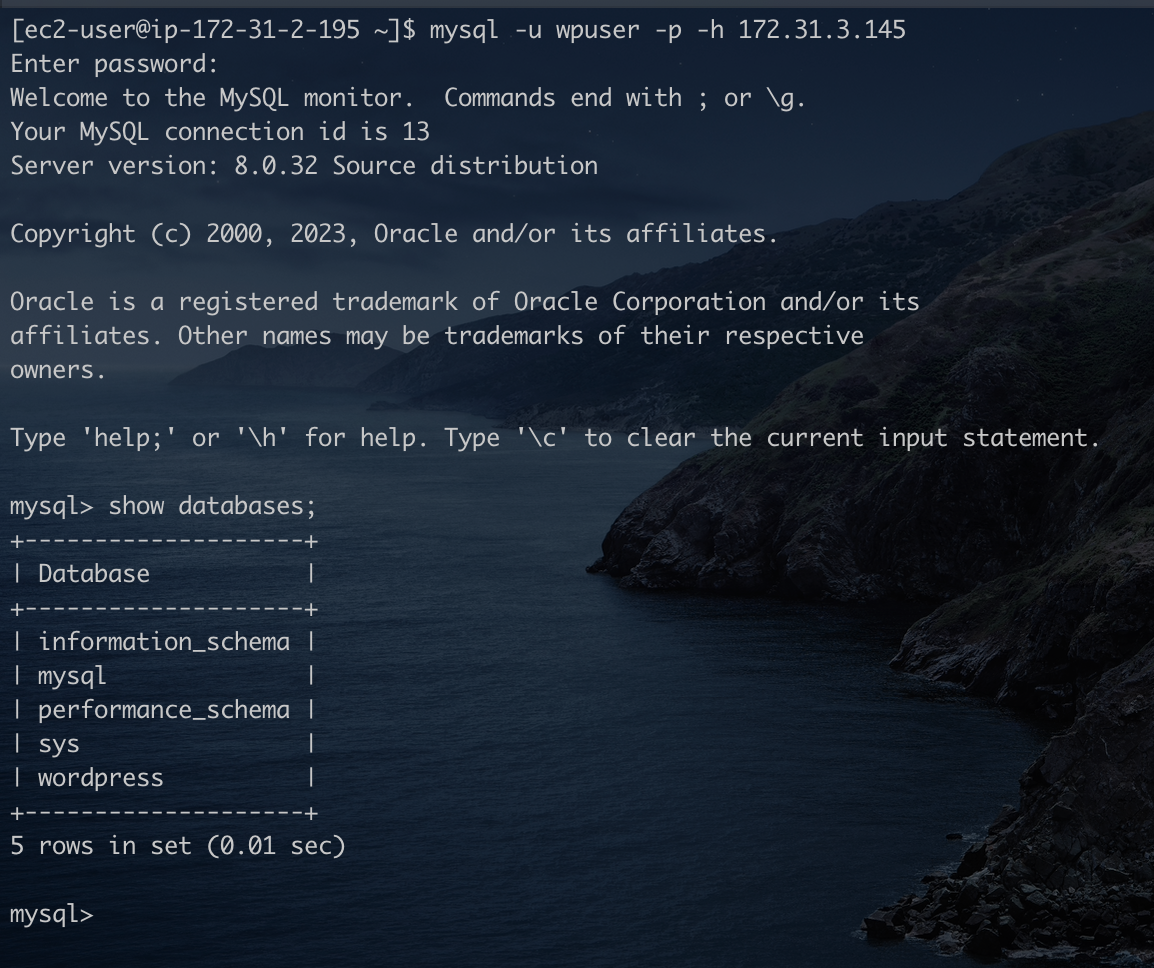 [ec2-user@ip-172-31-2-195 ~]$ mysql -u wpuser -p -h 172.31.3.145
Enter password:
Welcome to the MySQL monitor.  Commands end with ; or \g.
Your MySQL connection id is 13
Server version: 8.0.32 Source distribution

Copyright (c) 2000, 2023, Oracle and/or its affiliates.

Oracle is a registered trademark of Oracle Corporation and/or its
affiliates. Other names may be trademarks of their respective
owners.

Type 'help;' or '\h' for help. Type '\c' to clear the current input statement.

mysql> show databases;
+--------------------+
| Database           |
+--------------------+
| information_schema |
| mysql              |
| performance_schema |
| sys                |
| wordpress          |
+--------------------+
5 rows in set (0.01 sec)

mysql>